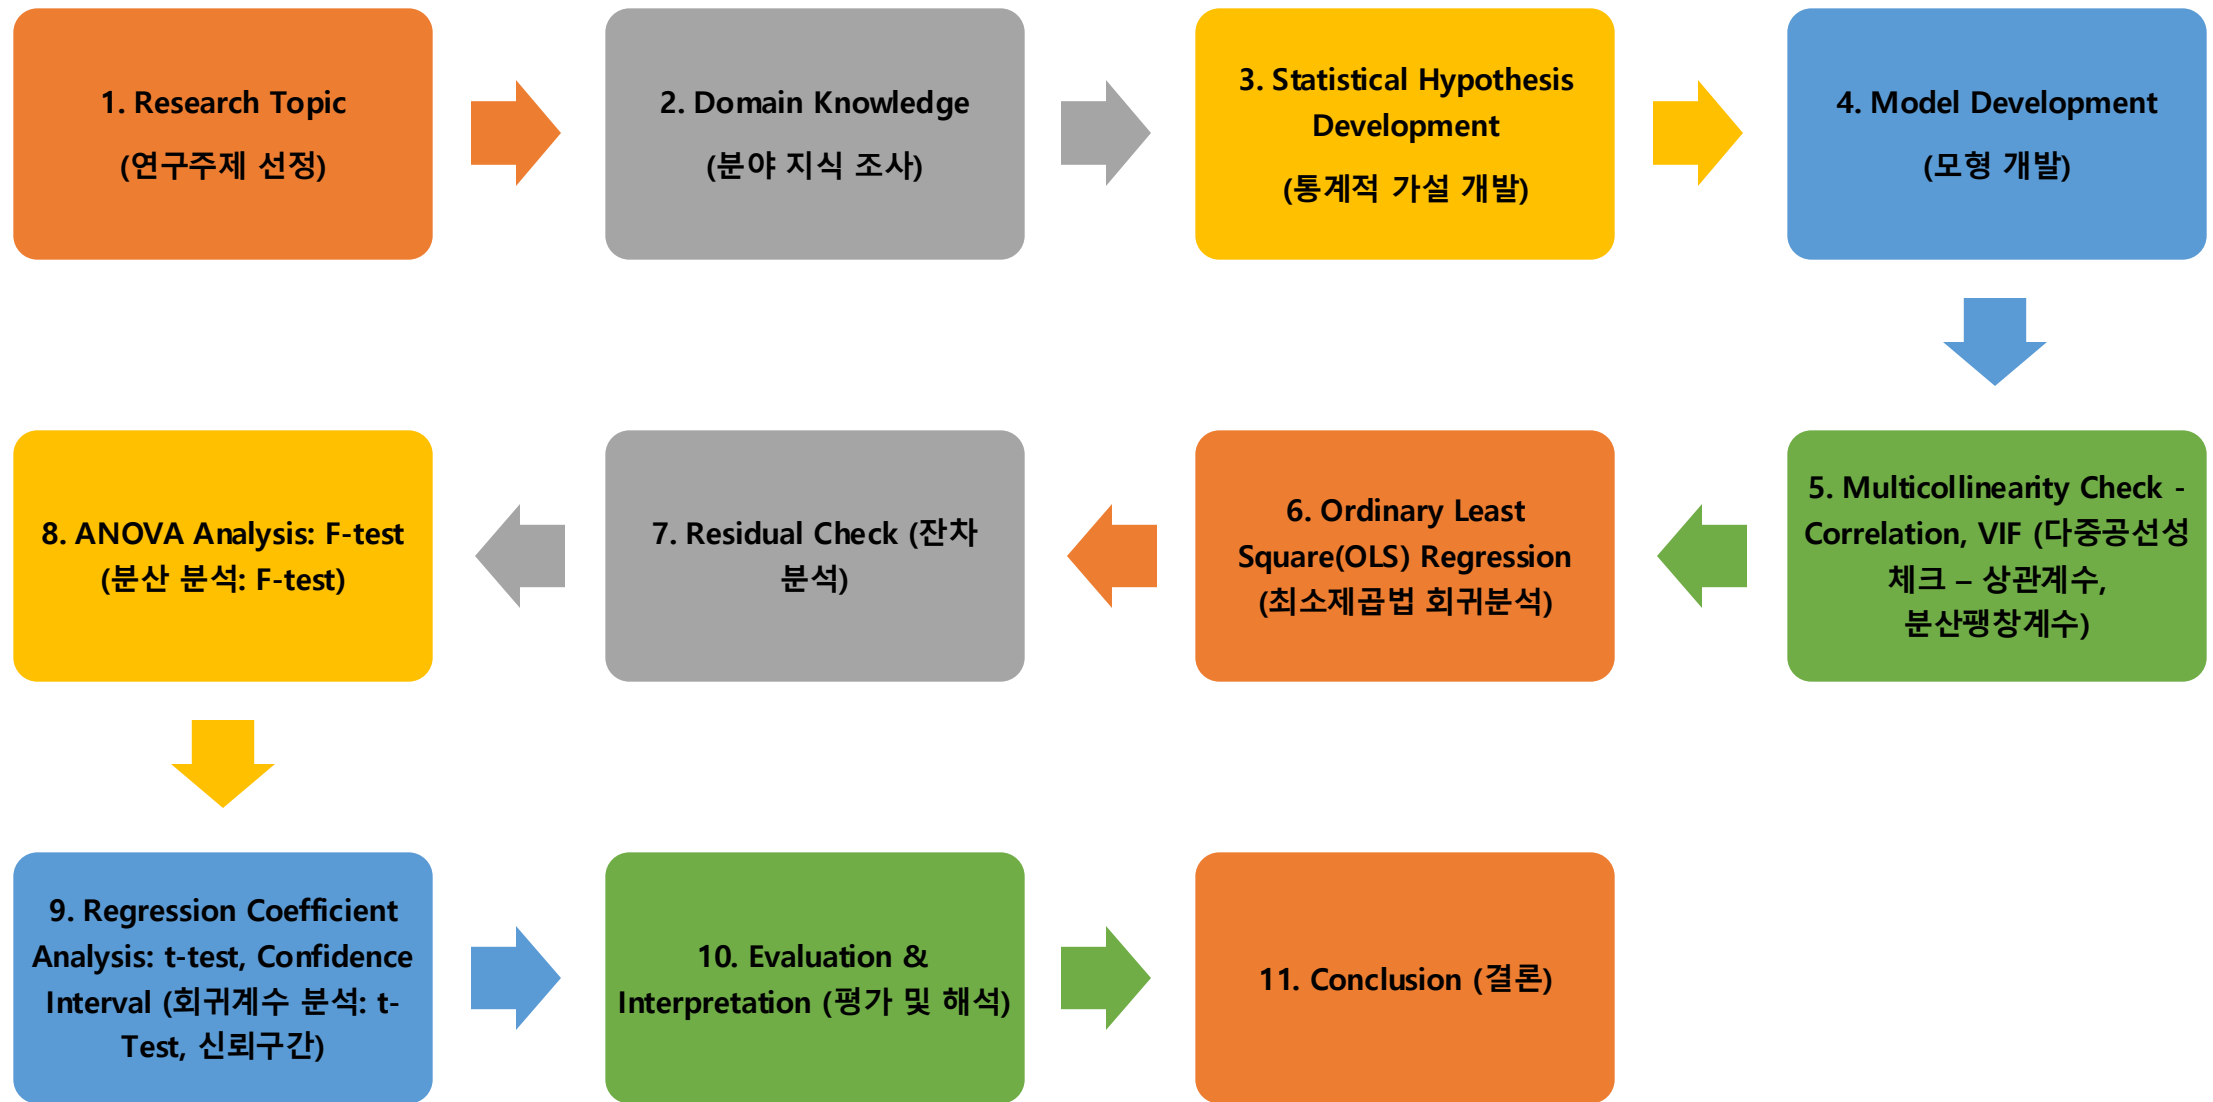 1. Research Topic
(연구주제 선정)
2. Domain Knowledge
(분야 지식 조사)
3. Statistical Hypothesis
Development
(통계적 가설 개발)
4. Model Development
(모형 개발)
5. Multicollinearity Check -
Correlation, VIF (다중공선성
체크 – 상관계수,
분산팽창계수)
6. Ordinary Least
Square(OLS) Regression
(최소제곱법 회귀분석)
7. Residual Check (잔차
분석)
8. ANOVA Analysis: F-test
(분산 분석: F-test)
9. Regression Coefficient
Analysis: t-test, Confidence
Interval (회귀계수 분석: t-
Test, 신뢰구간)
10. Evaluation &
Interpretation (평가 및 해석)
11. Conclusion (결론)